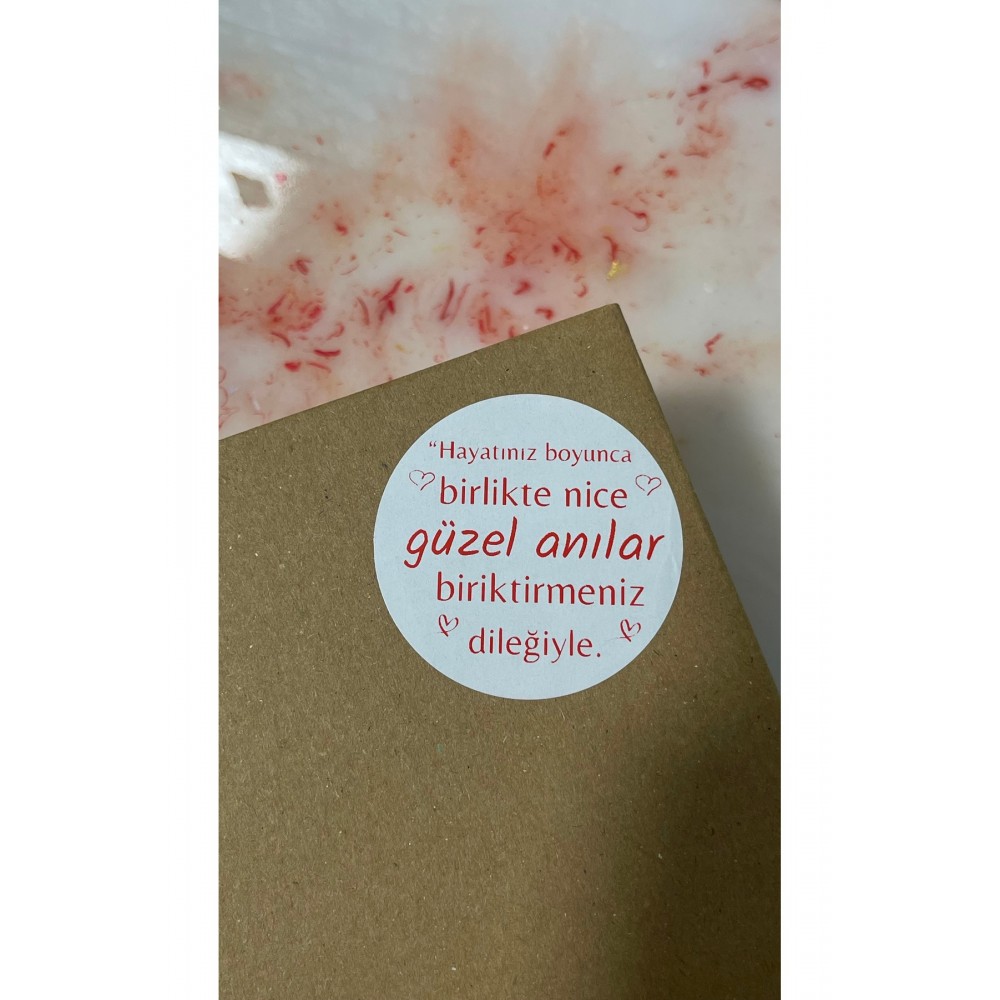 “Hayatınız boyunca
birlikte nice
güzel anılar
biriktirmeniz
dileğiyle.